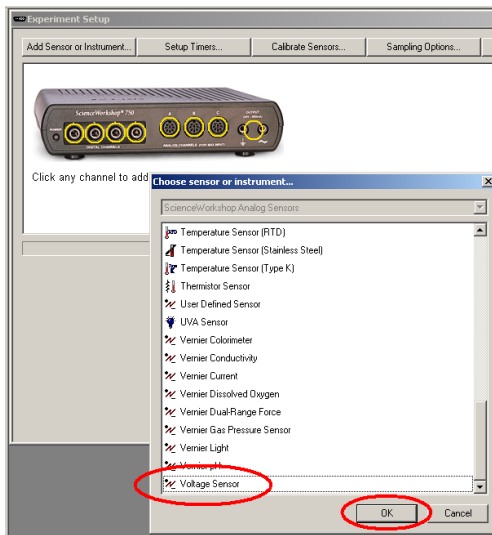 Experiment Setup
Add Sensor or Instrument... Setup Timers... Calibrate Sensors... Sampling Options...
ScienceWorkshop® 750
A B C OUTPUT
POWER
DIGITAL CHANNELS ANALOG CHANNELS
Click any channel to add
Choose sensor or instrument...
ScienceWorkshop Analog Sensors
Temperature Sensor (RTD)
Temperature Sensor (Stainless Steel)
Temperature Sensor (Type K)
Thermistor Sensor
User Defined Sensor
UVA Sensor
Vernier Colorimeter
Vernier Conductivity
Vernier Current
Vernier Dissolved Oxygen
Vernier Dual-Range Force
Vernier Gas Pressure Sensor
Vernier Light
Vernier pH
Voltage Sensor
OK Cancel